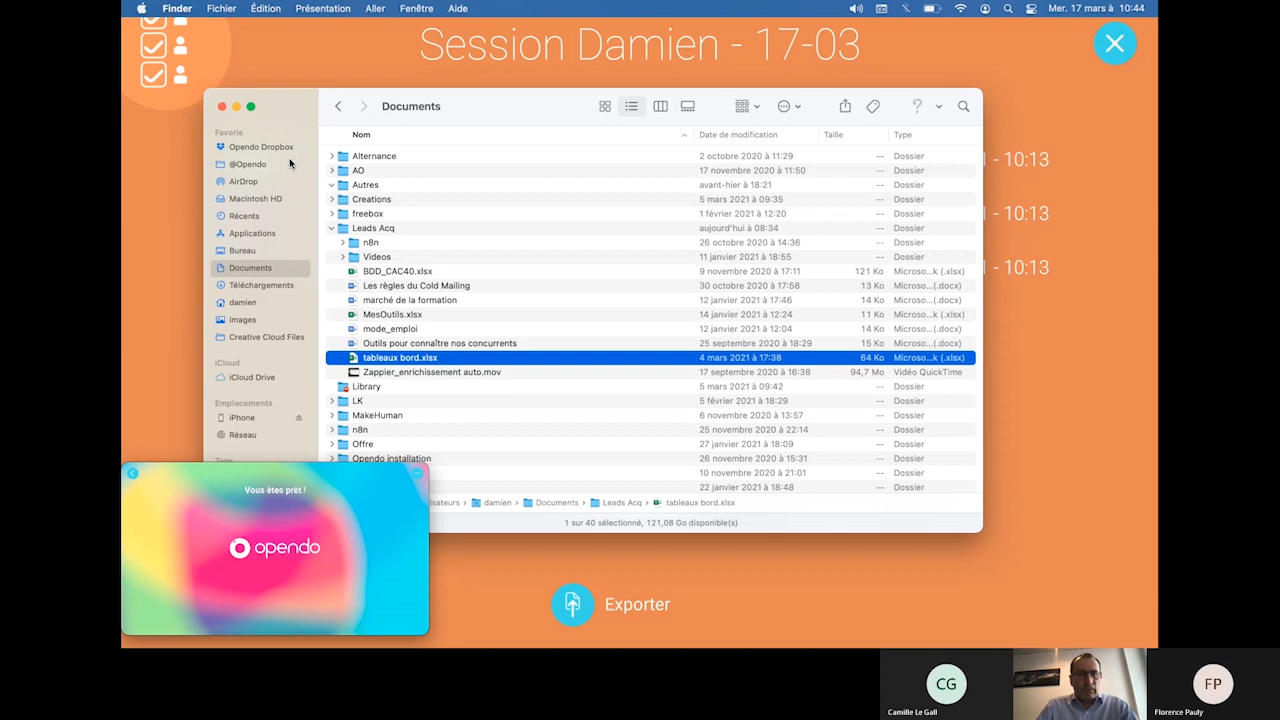 Finder Fichier Édition Présentation Aller Fenêtre Aide Mer. 17 mars à 10:44
Session Damien - 17-03
Documents
Favoris
Opendo Dropbox
@Opendo
AirDrop
Macintosh HD
Récents
Applications
Bureau
Documents
Téléchargements
damien
Images
Creative Cloud Files
iCloud
iCloud Drive
Emplacements
iPhone
Réseau
Nom Date de modification Taille Type
Alternance 2 octobre 2020 à 11:29 -- Dossier
AO 17 novembre 2020 à 11:50 -- Dossier
Autres avant-hier à 18:21 -- Dossier
Creations 5 mars 2021 à 09:35 -- Dossier
freebox 1 février 2021 à 12:20 -- Dossier
Leads Acq aujourd'hui à 08:34 -- Dossier
n8n 26 octobre 2020 à 14:36 -- Dossier
Videos 11 janvier 2021 à 18:55 -- Dossier
BDD_CAC40.xlsx 9 novembre 2020 à 17:11 121 Ko Microso...k (.xlsx)
Les règles du Cold Mailing 30 octobre 2020 à 17:58 13 Ko Microso...(.docx)
marché de la formation 12 janvier 2021 à 17:46 14 Ko Microso...(.docx)
MesOutils.xlsx 14 janvier 2021 à 12:24 11 Ko Microso...k (.xlsx)
mode_emploi 12 janvier 2021 à 12:04 14 Ko Microso...(.docx)
Outils pour connaître nos concurrents 25 septembre 2020 à 18:29 15 Ko Microso...(.docx)
tableaux bord.xlsx 4 mars 2021 à 17:38 64 Ko Microso...k (.xlsx)
Zappier_enrichissement auto.mov 17 septembre 2020 à 16:38 94,7 Mo Vidéo QuickTime
Library 5 mars 2021 à 09:42 -- Dossier
LK 5 février 2021 à 18:29 -- Dossier
MakeHuman 6 novembre 2020 à 13:57 -- Dossier
n8n 25 novembre 2020 à 22:14 -- Dossier
Offre 27 janvier 2021 à 18:09 -- Dossier
Opendo installation 26 novembre 2020 à 15:31 -- Dossier
10 novembre 2020 à 21:01 -- Dossier
22 janvier 2021 à 18:48 -- Dossier
lisateurs › damien › Documents › Leads Acq › tableaux bord.xlsx
1 sur 40 sélectionné, 121,08 Go disponible(s)
- 10:13
- 10:13
- 10:13
Vous êtes prêt !
opendo
Exporter
CG
Camille Le Gall
FP
Florence Pauly